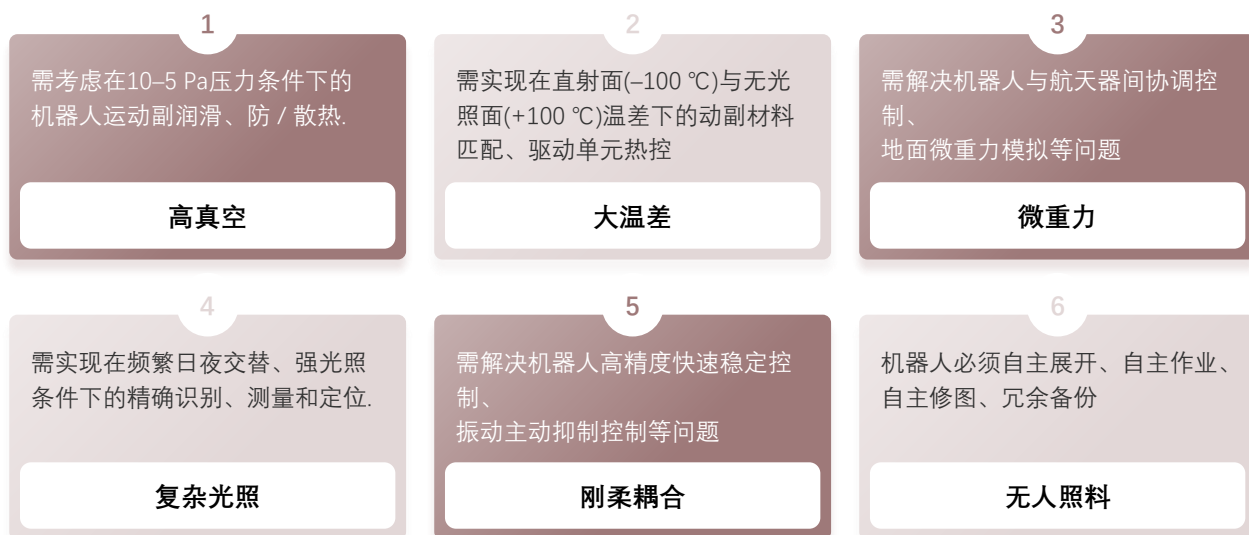 1
需考虑在10–5 Pa压力条件下的
机器人运动副润滑、防 / 散热.
高真空
2
需实现在直射面(–100 ℃)与无光
照面(+100 ℃)温差下的动副材料
匹配、驱动单元热控
大温差
3
需解决机器人与航天器间协调控
制、
地面微重力模拟等问题
微重力
4
需实现在频繁日夜交替、强光照
条件下的精确识别、测量和定位.
复杂光照
5
需解决机器人高精度快速稳定控
制、
振动主动抑制控制等问题
刚柔耦合
6
机器人必须自主展开、自主作业、
自主修图、冗余备份
无人照料